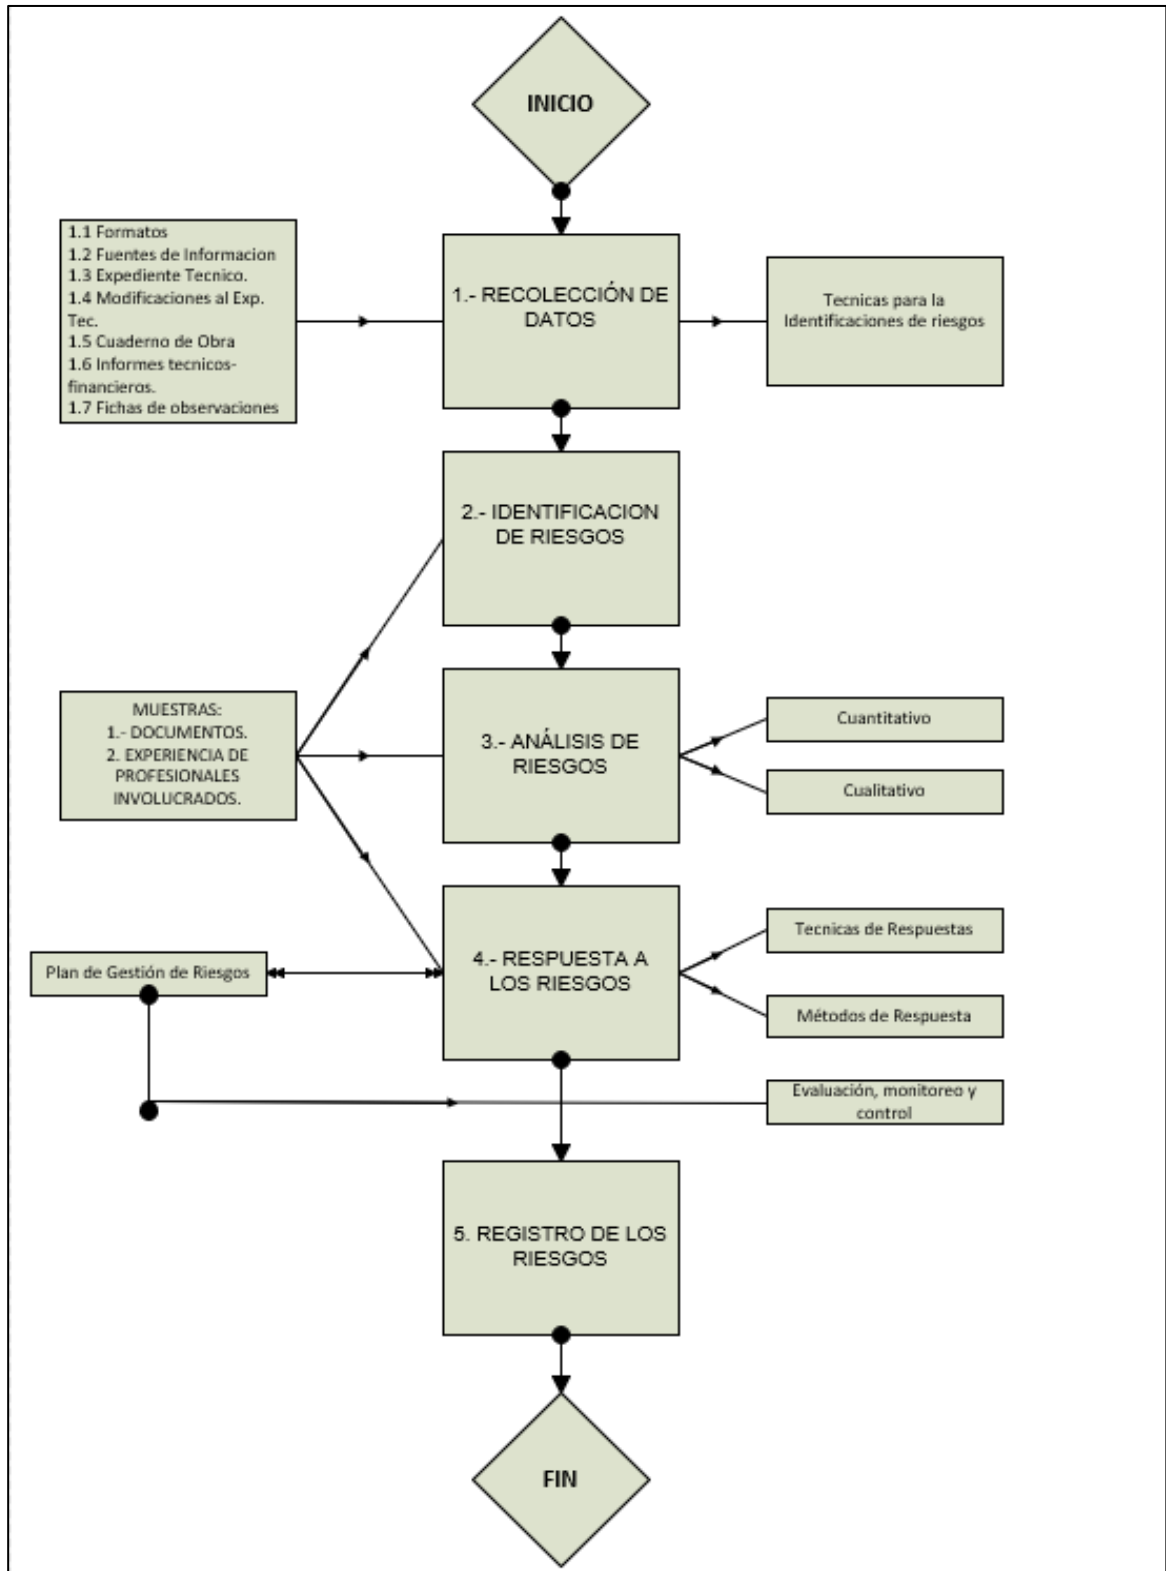 INICIO
1.1 Formatos
1.2 Fuentes de Informacion
1.3 Expediente Tecnico.
1.4 Modificaciones al Exp.
Tec.
1.5 Cuaderno de Obra
1.6 Informes tecnicos-
financieros.
1.7 Fichas de observaciones
1.- RECOLECCIÓN DE
DATOS
Tecnicas para la
Identificaciones de riesgos
2.- IDENTIFICACION
DE RIESGOS
MUESTRAS:
1.- DOCUMENTOS.
2. EXPERIENCIA DE
PROFESIONALES
INVOLUCRADOS.
3.- ANÁLISIS DE
RIESGOS
Cuantitativo
Cualitativo
Plan de Gestión de Riesgos
4.- RESPUESTA A
LOS RIESGOS
Tecnicas de Respuestas
Métodos de Respuesta
Evaluación, monitoreo y
control
5. REGISTRO DE LOS
RIESGOS
FIN